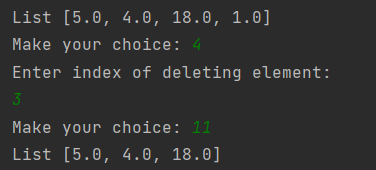 List [5.0, 4.0, 18.0, 1.0]
Make your choice: 4
Enter index of deleting element:
3
Make your choice: 11
List [5.0, 4.0, 18.0]